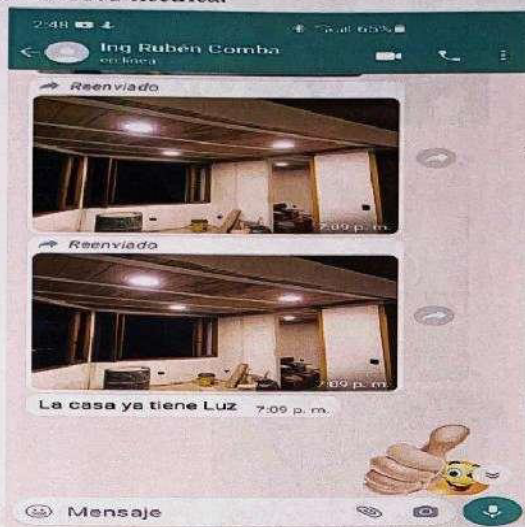 2:48 65%
Ing Rubén Comba
en línea
Reenviado
7:09 p. m.
Reenviado
7:09 p. m.
La casa ya tiene Luz 7:09 p. m.
Mensaje